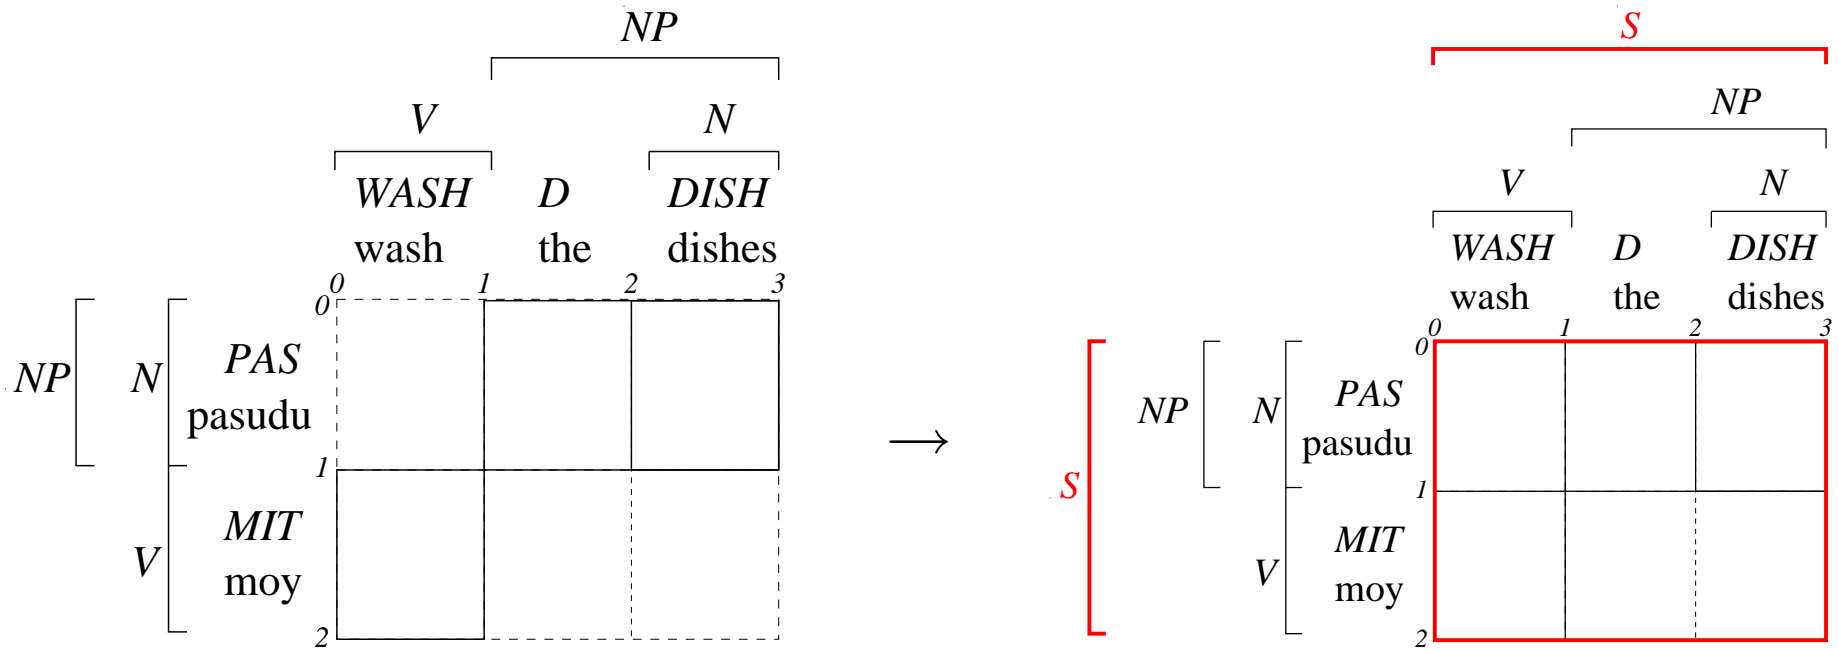 NP
V N
WASH D DISH
wash the dishes
0 1 2 3
0
NP N PAS
pasudu
1
V MIT
moy
2
→
S
NP
V N
WASH D DISH
wash the dishes
0 1 2 3
0
NP N PAS
pasudu
1
S
V MIT
moy
2